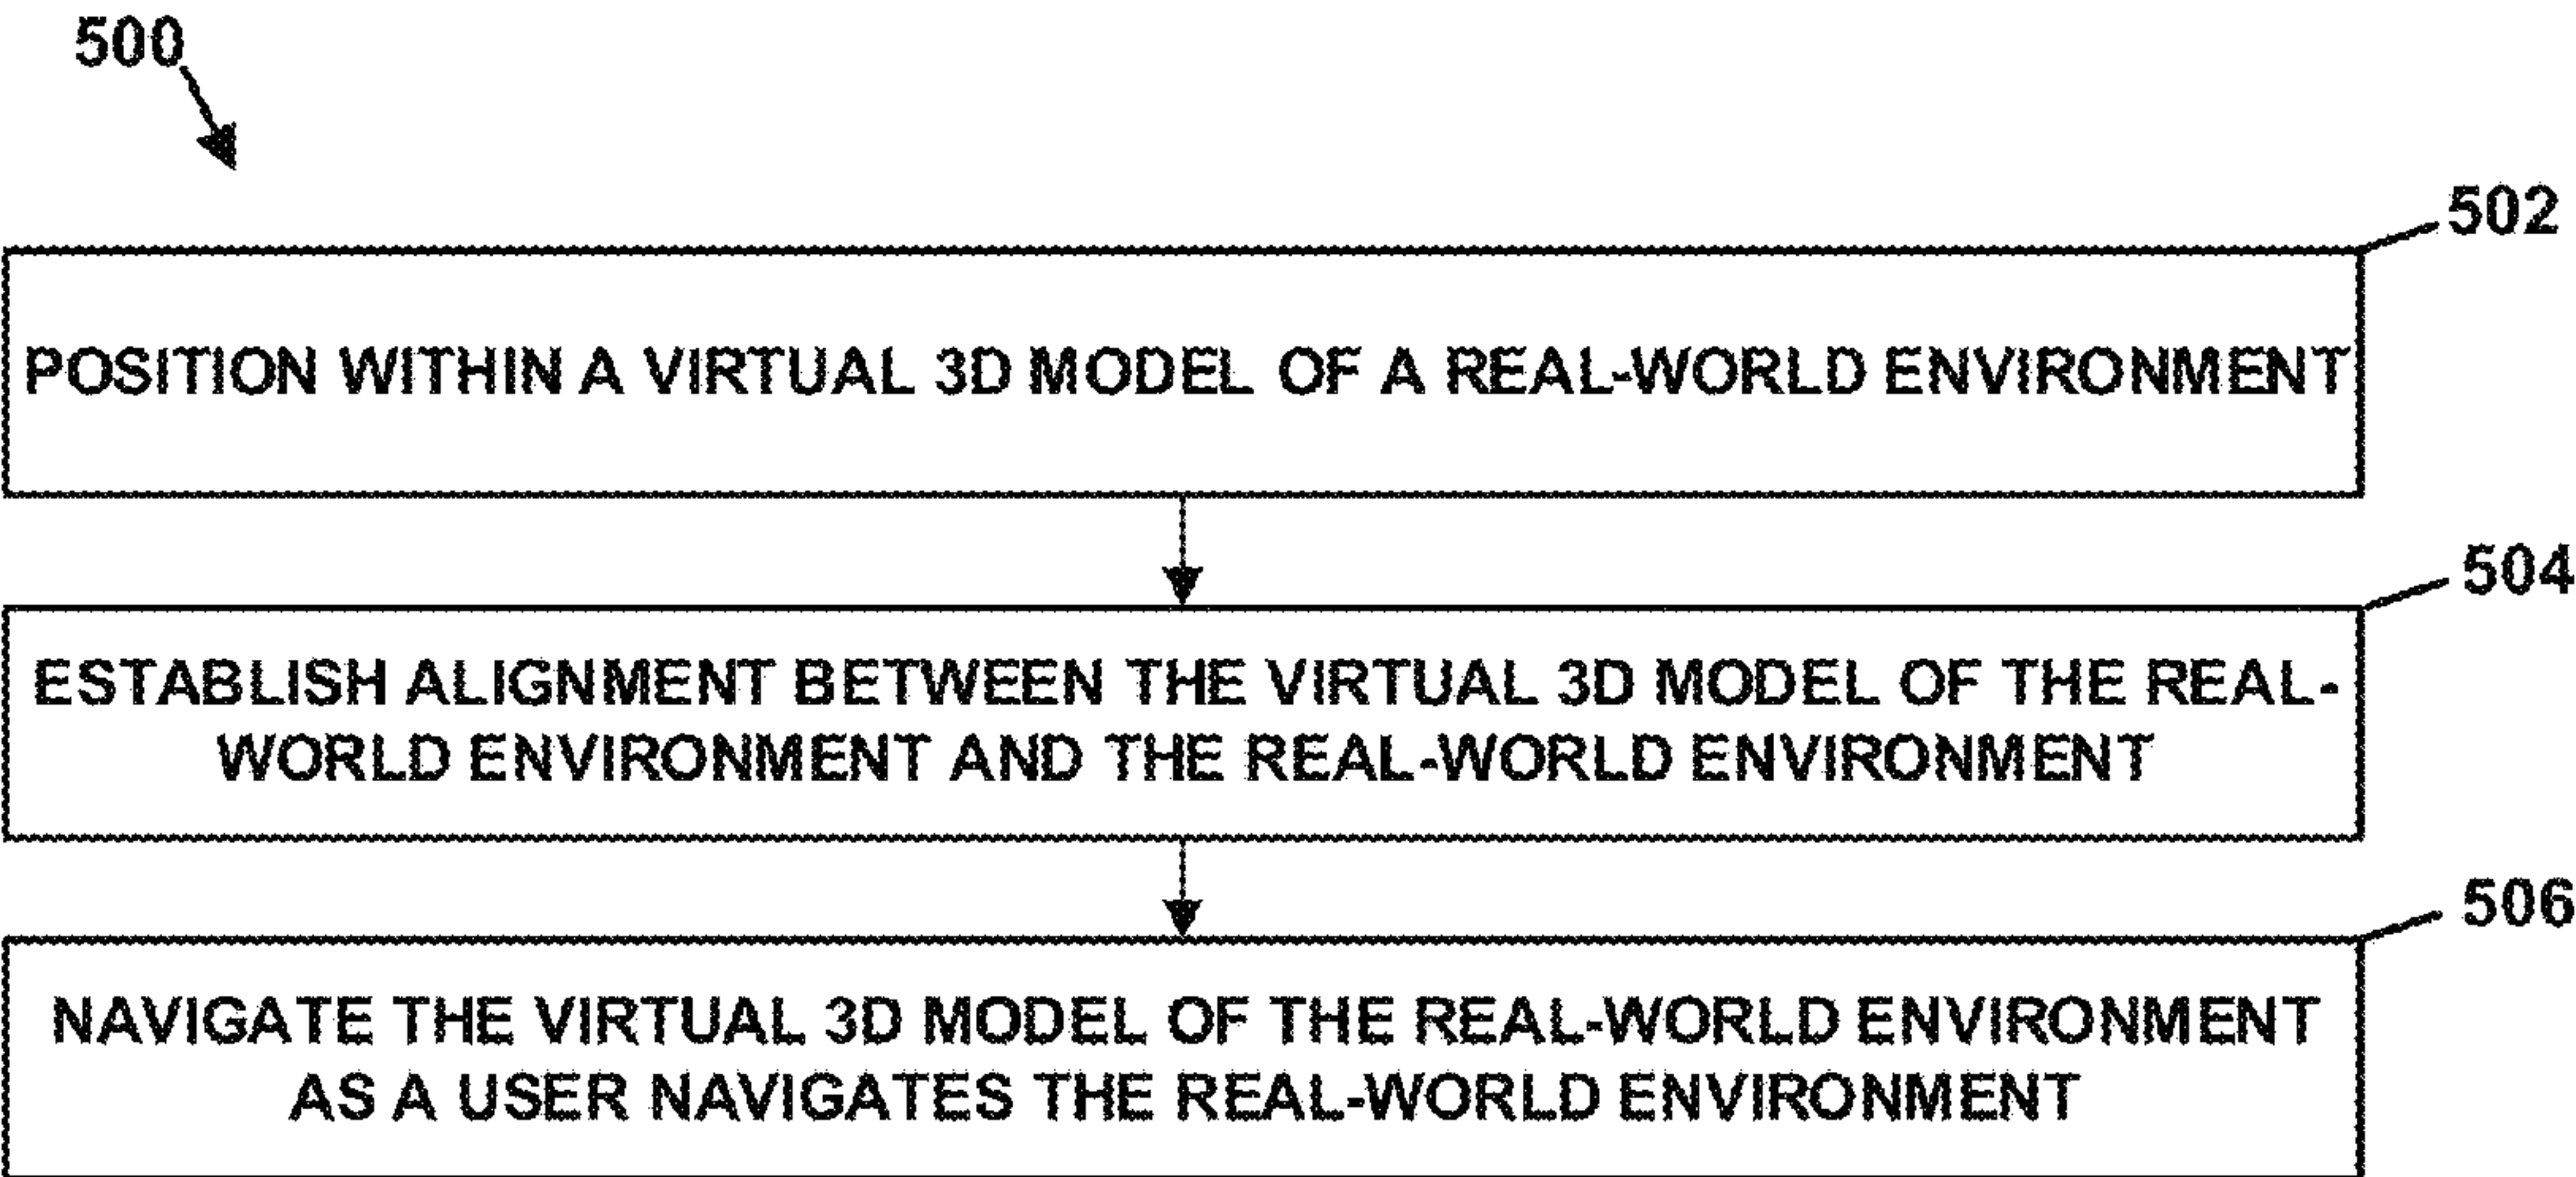 500
502
POSITION WITHIN A VIRTUAL 3D MODEL OF A REAL-WORLD ENVIRONMENT
504
ESTABLISH ALIGNMENT BETWEEN THE VIRTUAL 3D MODEL OF THE REAL-
WORLD ENVIRONMENT AND THE REAL-WORLD ENVIRONMENT
506
NAVIGATE THE VIRTUAL 3D MODEL OF THE REAL-WORLD ENVIRONMENT
AS A USER NAVIGATES THE REAL-WORLD ENVIRONMENT